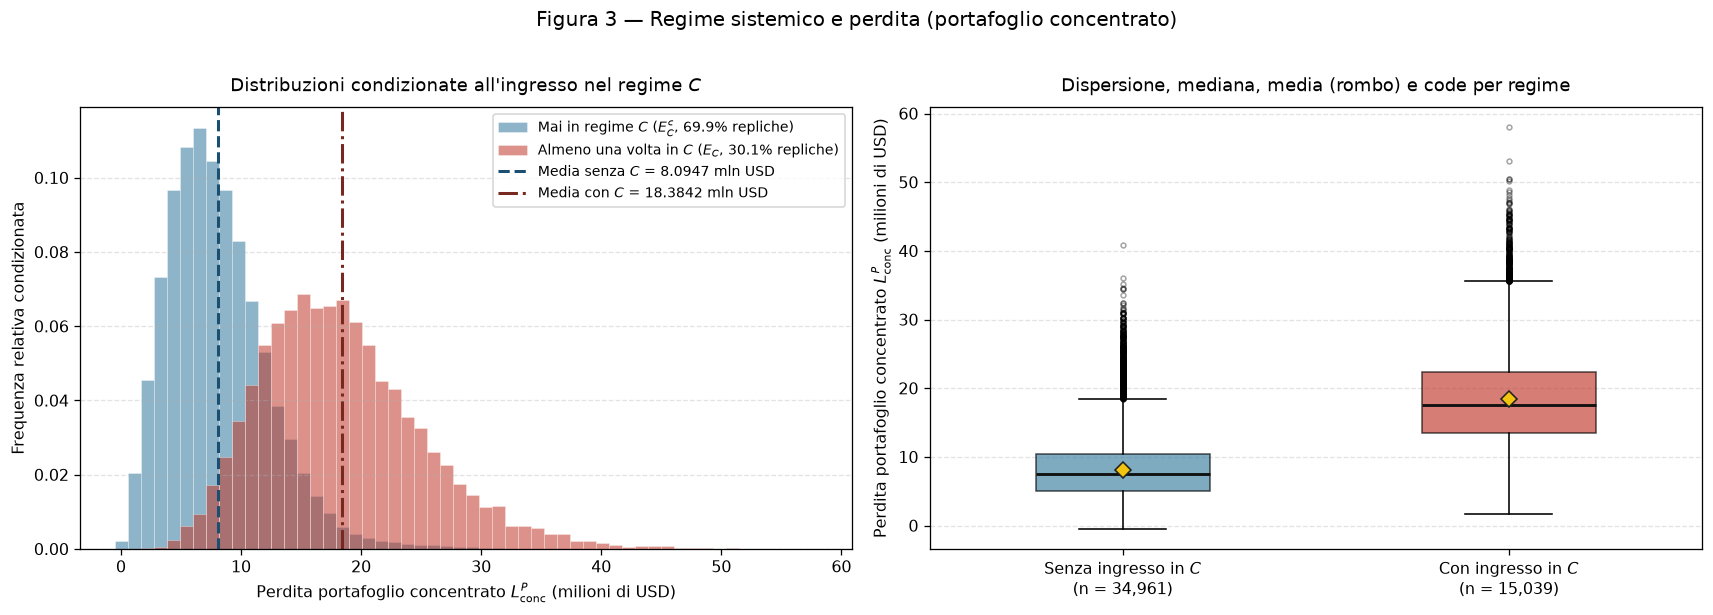 Figura 3 — Regime sistemico e perdita (portafoglio concentrato)
Distribuzioni condizionate all'ingresso nel regime C
Frequenza relativa condizionata
0.10
0.08
0.06
0.04
0.02
0.00
Mai in regime C (E_C^c, 69.9% repliche)
Almeno una volta in C (E_C, 30.1% repliche)
Media senza C = 8.0947 mln USD
Media con C = 18.3842 mln USD
0 10 20 30 40 50 60
Perdita portafoglio concentrato L_conc^P (milioni di USD)
Dispersione, mediana, media (rombo) e code per regime
Perdita portafoglio concentrato L_conc^P (milioni di USD)
60
50
40
30
20
10
0
Senza ingresso in C
(n = 34,961)
Con ingresso in C
(n = 15,039)